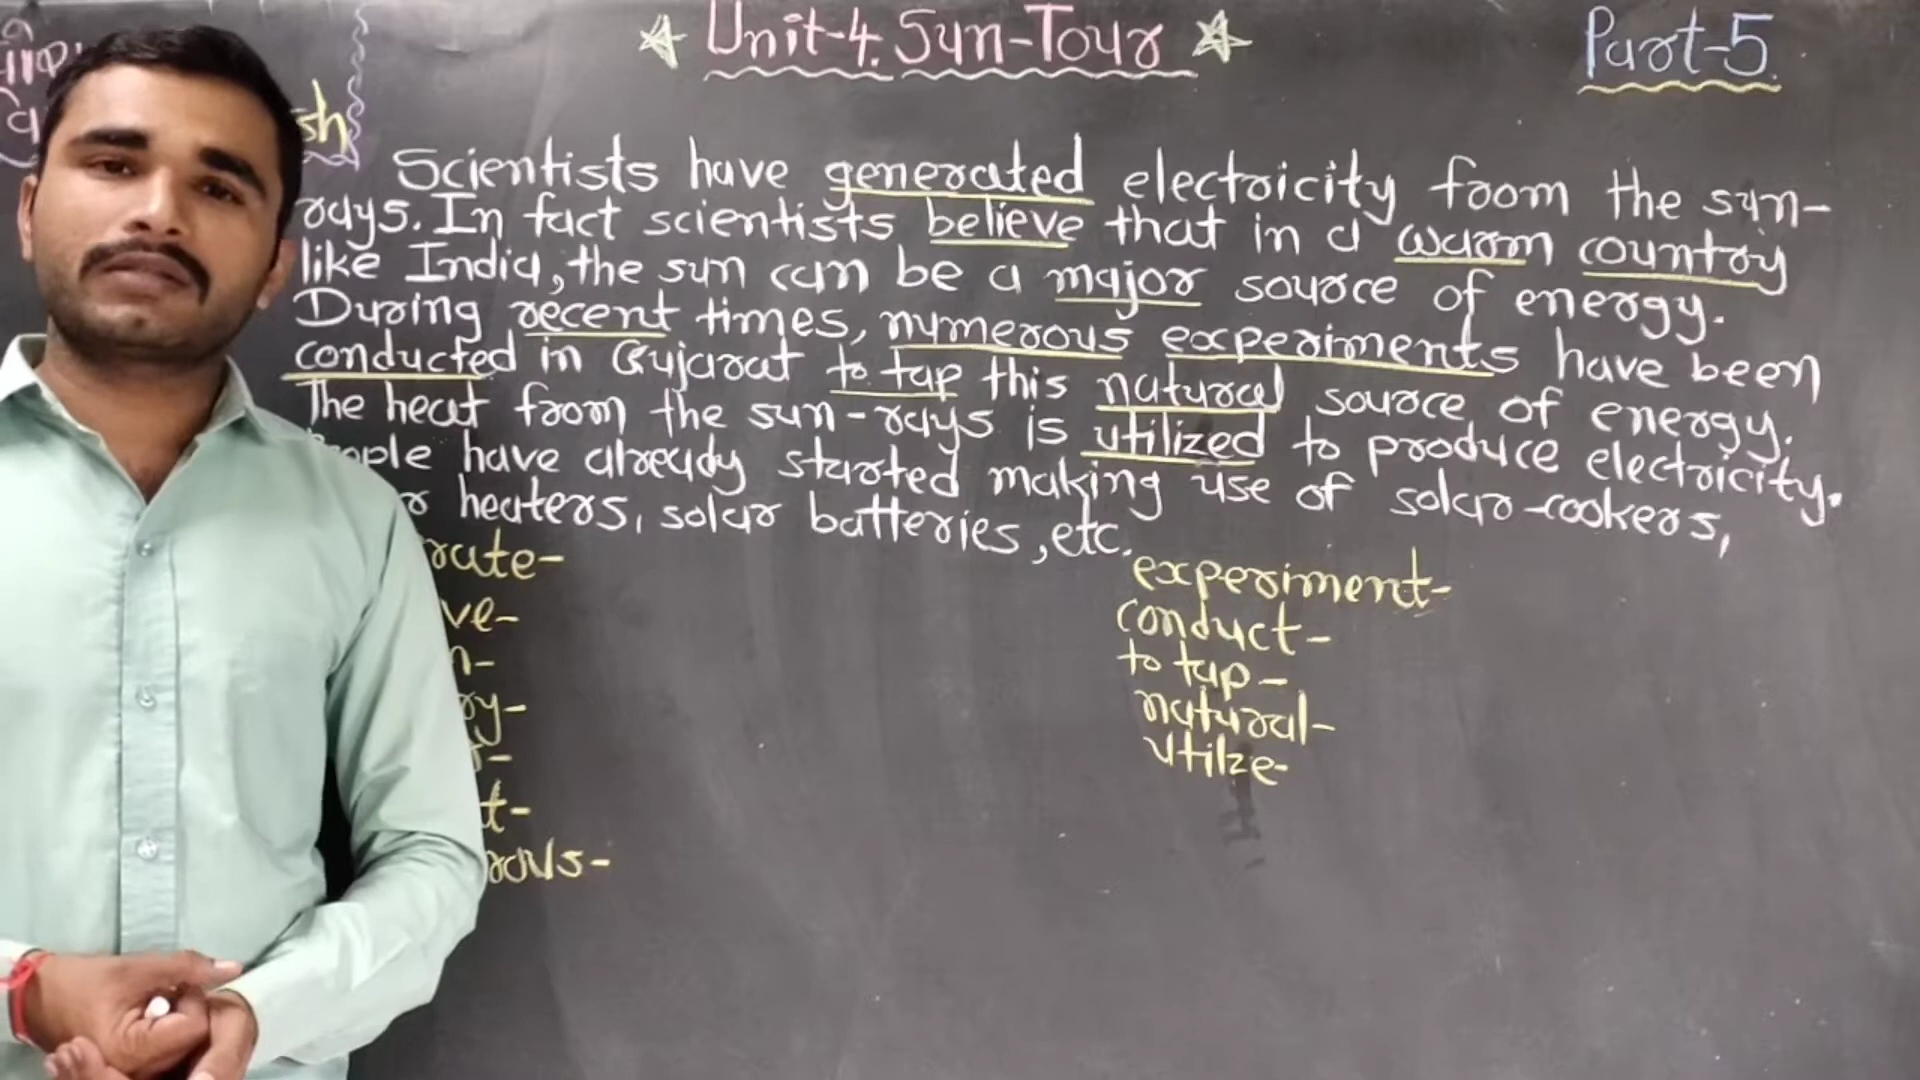 Unit-4. Sun-Tour
Part-5.
sh
Scientists have generated electricity from the sun-
rays. In fact scientists believe that in a warm country
like India, the sun can be a major source of energy.
During recent times, numerous experiments have been
conducted in Gujarat to tap this natural source of energy.
The heat from the sun-rays is utilized to produce electricity.
have already started making use of solar-cookers,
heaters, solar batteries, etc.
rate-
ve-
n-
ry-
t-
rous-
experiment-
conduct-
to tap-
natural-
utilze-